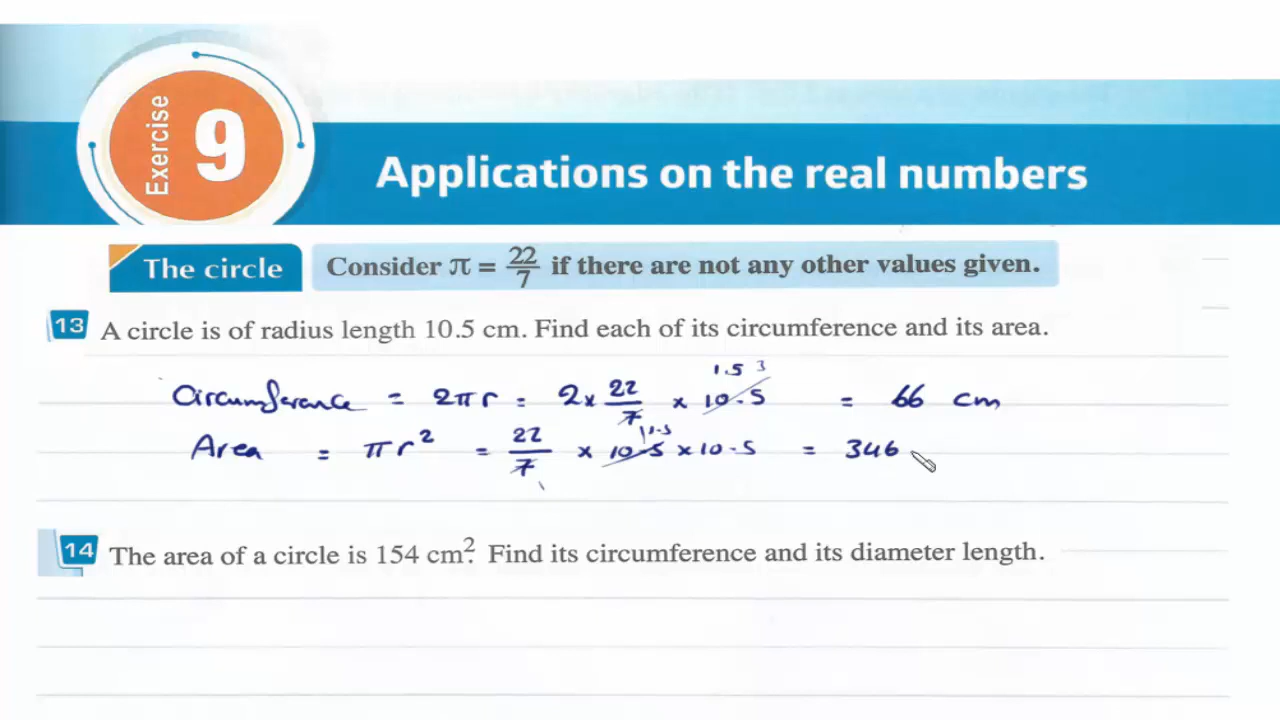 Exercise 9
Applications on the real numbers
The circle
Consider π = 22/7 if there are not any other values given.
13 A circle is of radius length 10.5 cm. Find each of its circumference and its area.
1.5 3
Circumference = 2πr = 2 × 22/7 × 10.5 = 66 cm
1.5
Area = πr² = 22/7 × 10.5 × 10.5 = 346
14 The area of a circle is 154 cm². Find its circumference and its diameter length.